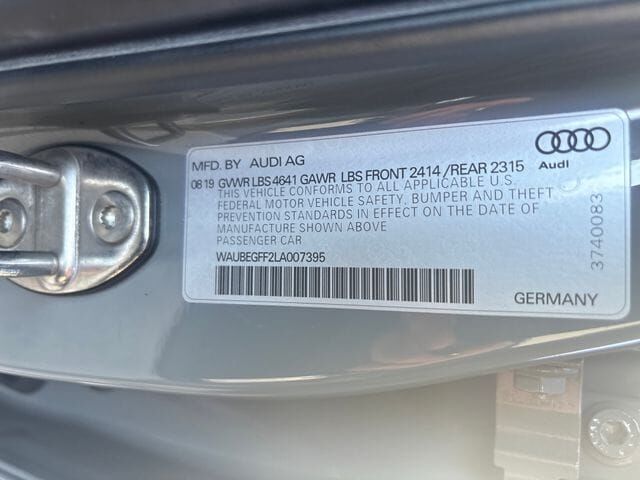 MFD. BY AUDI AG
08 19 GVWR LBS 4641 GAWR LBS FRONT 2414 /REAR 2315
THIS VEHICLE CONFORMS TO ALL APPLICABLE U.S.
FEDERAL MOTOR VEHICLE SAFETY, BUMPER AND THEFT
PREVENTION STANDARDS IN EFFECT ON THE DATE OF
MANUFACTURE SHOWN ABOVE
PASSENGER CAR
WAUBEGFF2LA007395
Audi
3740083
GERMANY